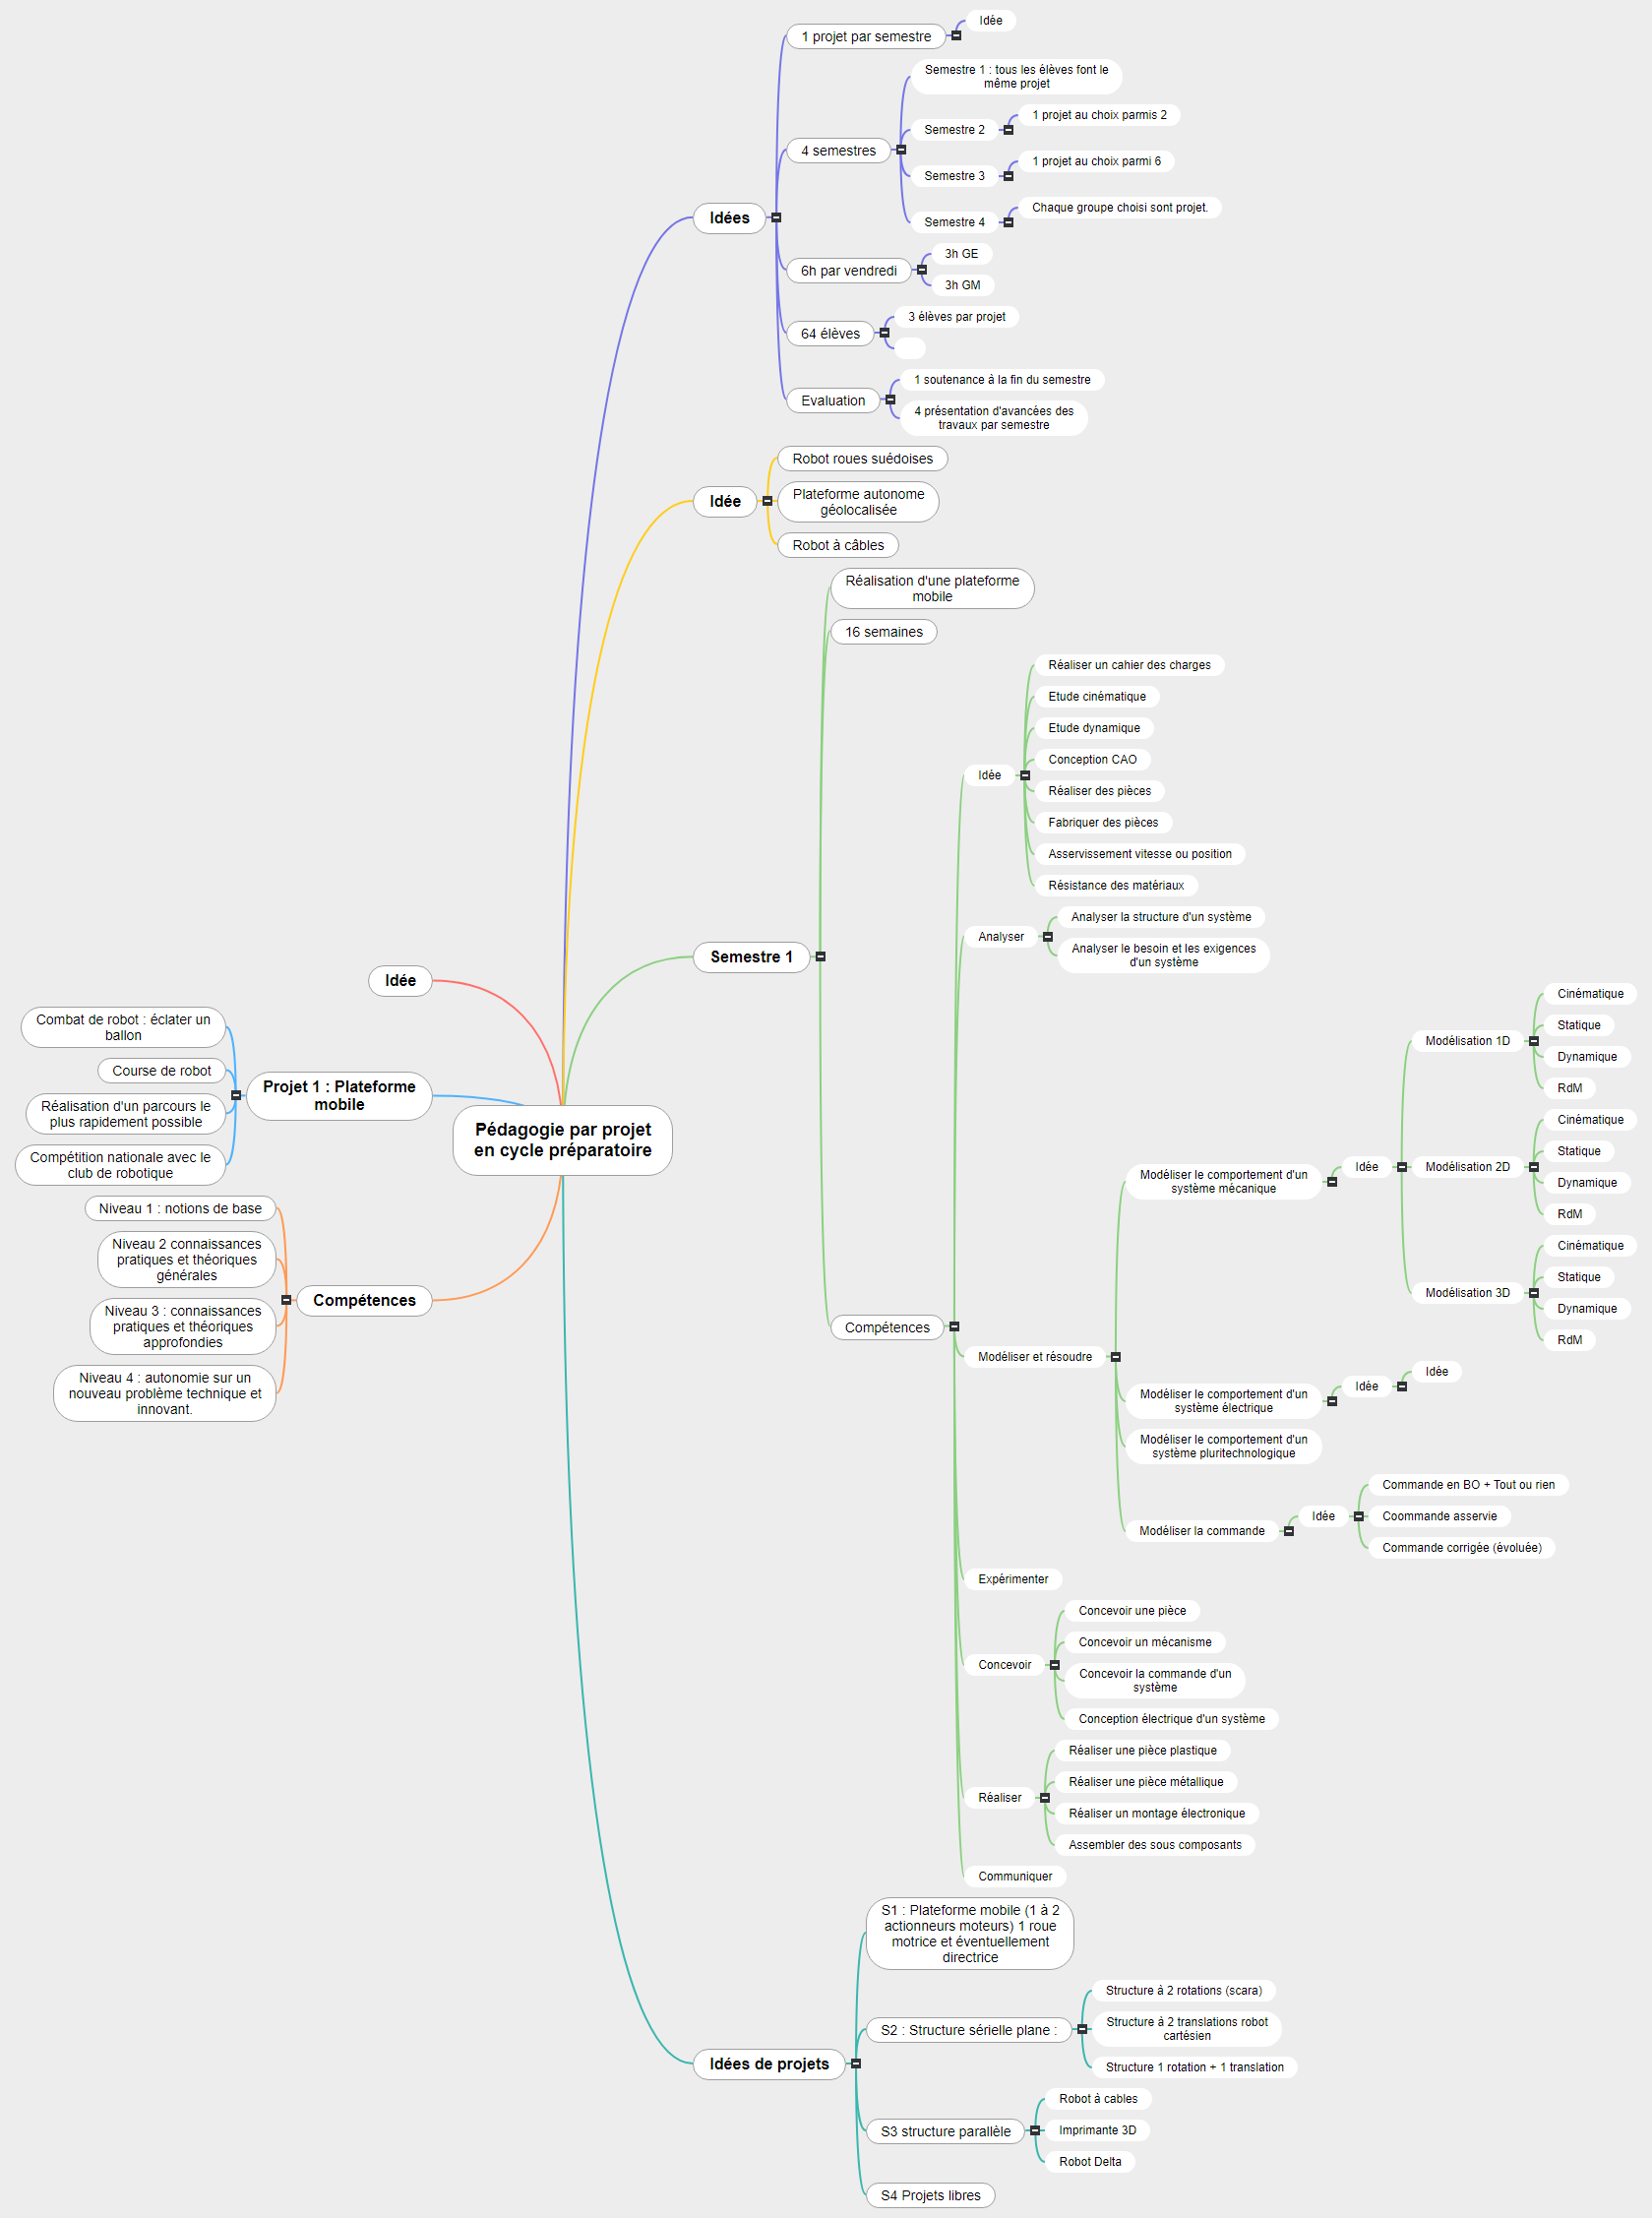 Idée
1 projet par semestre
Semestre 1 : tous les élèves font le
même projet
1 projet au choix parmis 2
Semestre 2
4 semestres
1 projet au choix parmi 6
Semestre 3
Chaque groupe choisi sont projet.
Semestre 4
Idées
3h GE
6h par vendredi
3h GM
3 élèves par projet
64 élèves
1 soutenance à la fin du semestre
Evaluation
4 présentation d'avancées des
travaux par semestre
Robot roues suédoises
Idée
Plateforme autonome
géolocalisée
Robot à câbles
Réalisation d'une plateforme
mobile
16 semaines
Réaliser un cahier des charges
Etude cinématique
Etude dynamique
Conception CAO
Idée
Réaliser des pièces
Fabriquer des pièces
Asservissement vitesse ou position
Résistance des matériaux
Analyser la structure d'un système
Analyser
Analyser le besoin et les exigences
d'un système
Semestre 1
Idée
Combat de robot : éclater un
ballon
Course de robot
Projet 1 : Plateforme
mobile
Réalisation d'un parcours le
plus rapidement possible
Compétition nationale avec le
club de robotique
Pédagogie par projet
en cycle préparatoire
Niveau 1 : notions de base
Niveau 2 connaissances
pratiques et théoriques
générales
Compétences
Niveau 3 : connaissances
pratiques et théoriques
approfondies
Niveau 4 : autonomie sur un
nouveau problème technique et
innovant.
Cinématique
Statique
Modélisation 1D
Dynamique
RdM
Cinématique
Statique
Modéliser le comportement d'un
système mécanique
Idée
Modélisation 2D
Dynamique
RdM
Cinématique
Statique
Modélisation 3D
Dynamique
RdM
Compétences
Modéliser et résoudre
Idée
Idée
Modéliser le comportement d'un
système électrique
Modéliser le comportement d'un
système pluritechnologique
Commande en BO + Tout ou rien
Modéliser la commande
Idée
Coommande asservie
Commande corrigée (évoluée)
Expérimenter
Concevoir une pièce
Concevoir un mécanisme
Concevoir
Concevoir la commande d'un
système
Conception électrique d'un système
Réaliser une pièce plastique
Réaliser une pièce métallique
Réaliser
Réaliser un montage électronique
Assembler des sous composants
Communiquer
S1 : Plateforme mobile (1 à 2
actionneurs moteurs) 1 roue
motrice et éventuellement
directrice
Structure à 2 rotations (scara)
S2 : Structure sérielle plane :
Structure à 2 translations robot
cartésien
Structure 1 rotation + 1 translation
Idées de projets
Robot à cables
S3 structure parallèle
Imprimante 3D
Robot Delta
S4 Projets libres